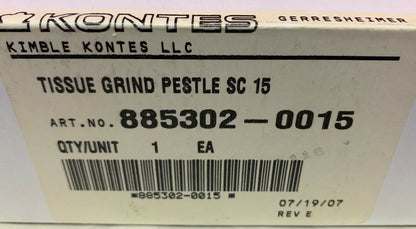 KONTES GERRESHEIMER
KIMBLE KONTES LLC
TISSUE GRIND PESTLE SC 15
ART.NO. 885302-0015
QTY/UNIT 1 EA
*885302-0015*
07/19/07
REV E